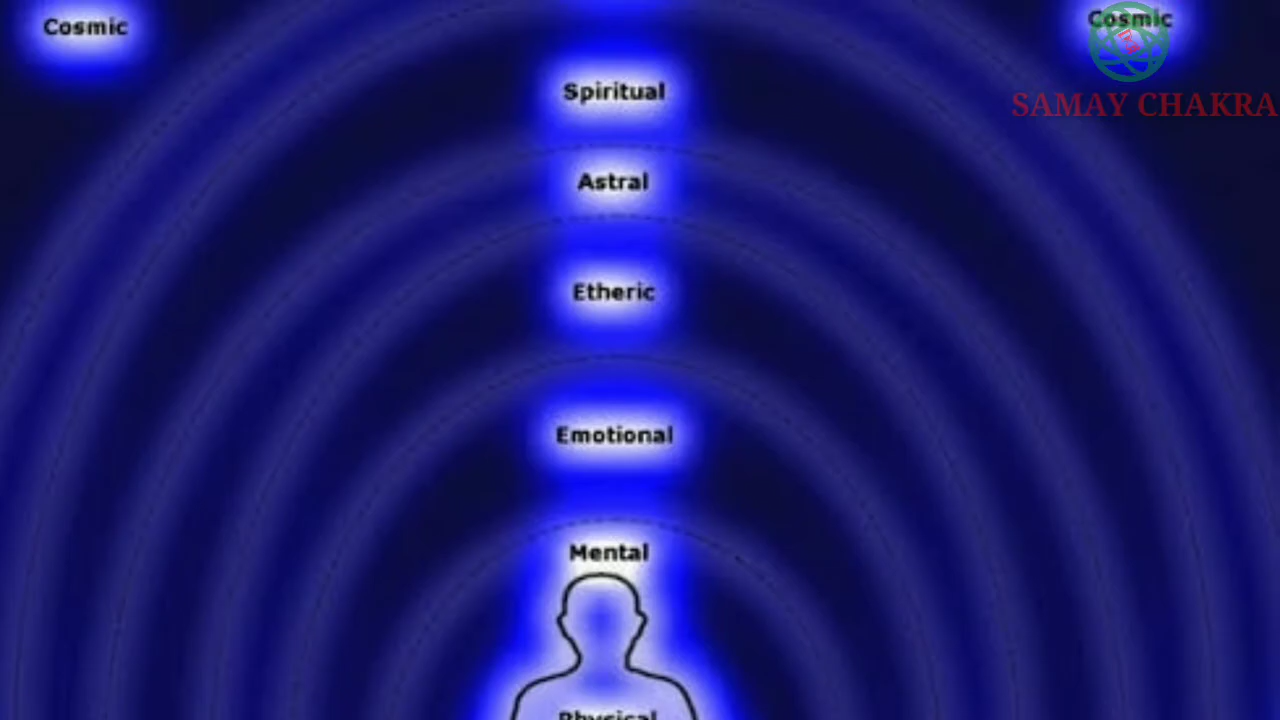 Cosmic
Cosmic
SAMAY CHAKRA
Spiritual
Astral
Etheric
Emotional
Mental
Physical